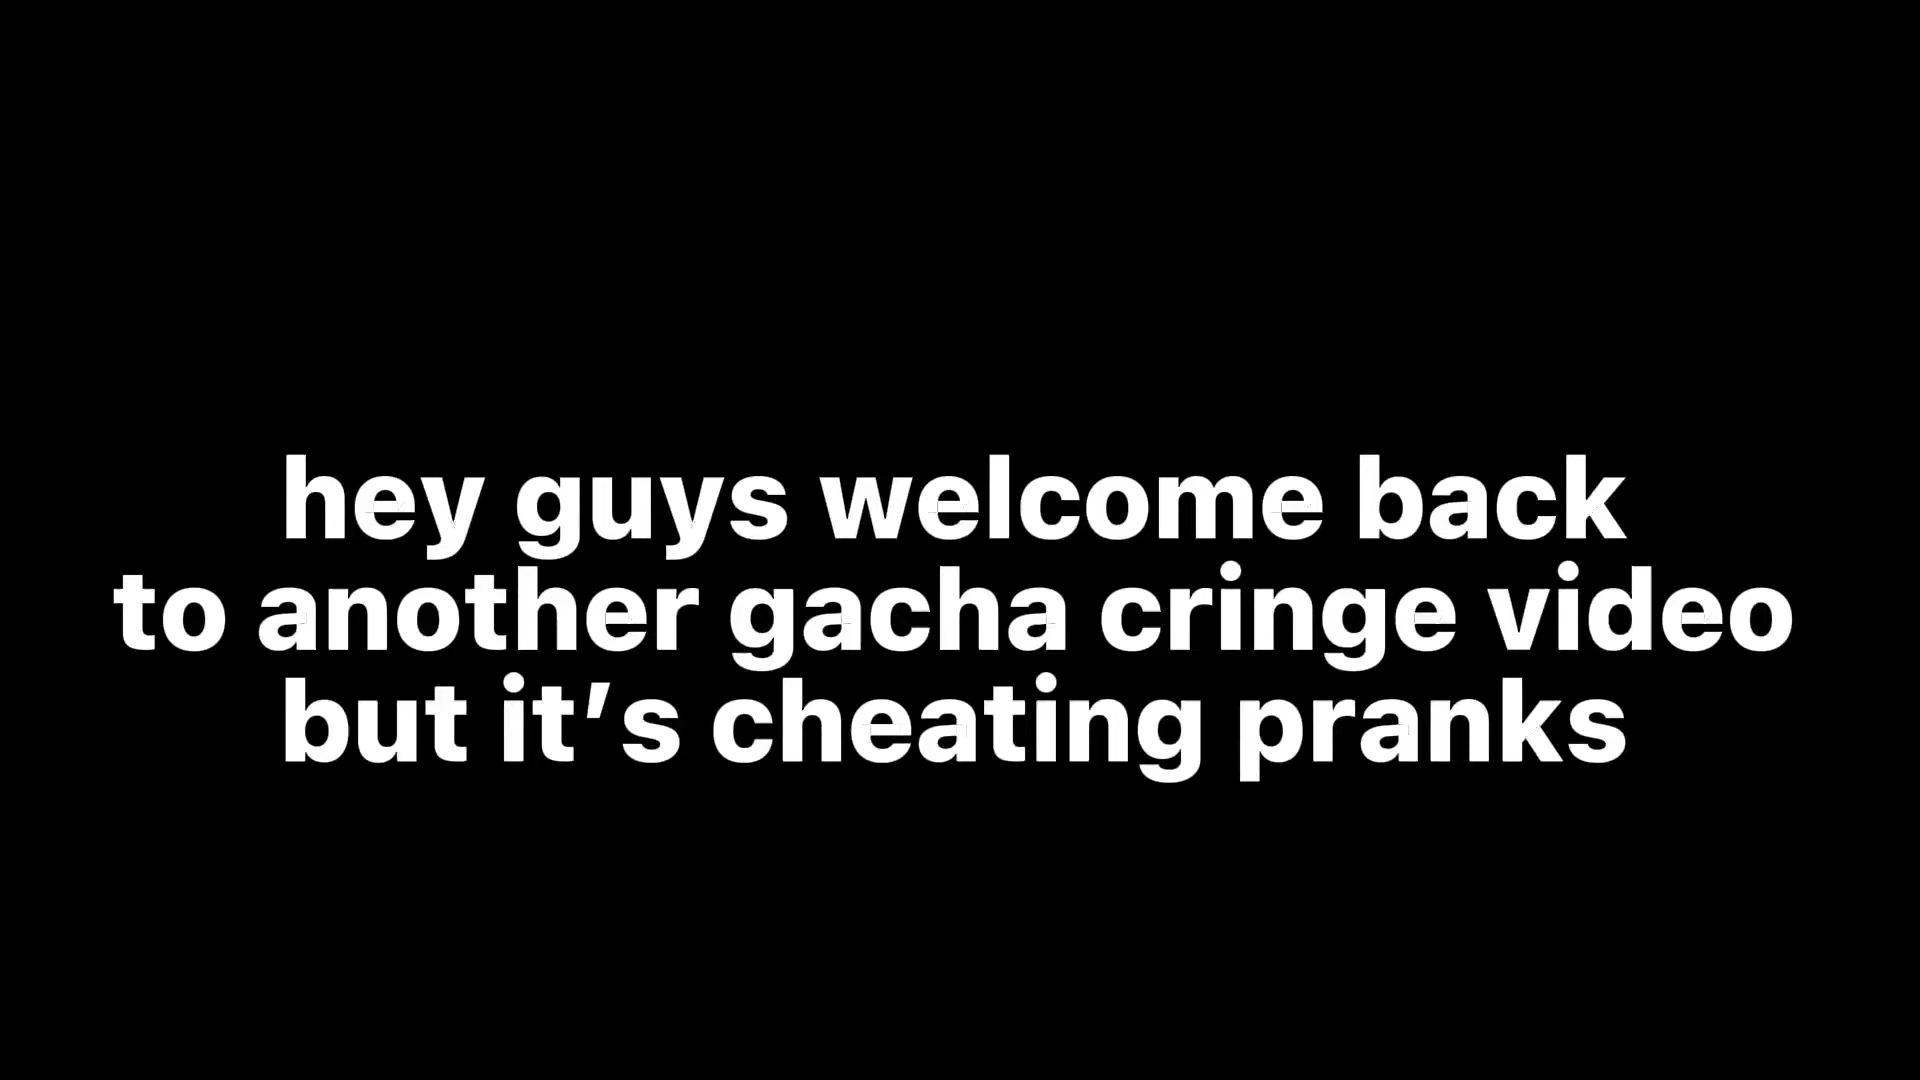 hey guys welcome back
to another gacha cringe video
but it’s cheating pranks